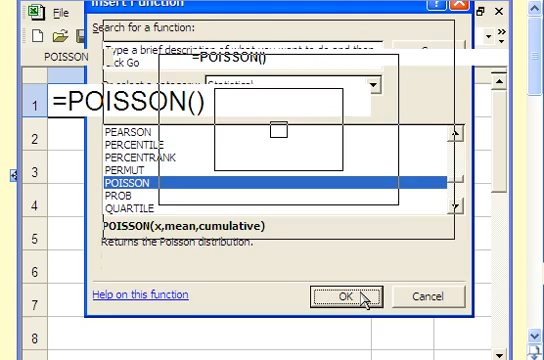 Insert Function
File
Search for a function:
Type a brief description of what you want to do and then
click Go
POISSON
=POISSON()
Statistical
1
=POISSON()
2
PEARSON
PERCENTILE
PERCENTRANK
3
PERMUT
POISSON
4
PROB
QUARTILE
POISSON(x,mean,cumulative)
5
Returns the Poisson distribution.
6
7
Help on this function
OK
Cancel
8